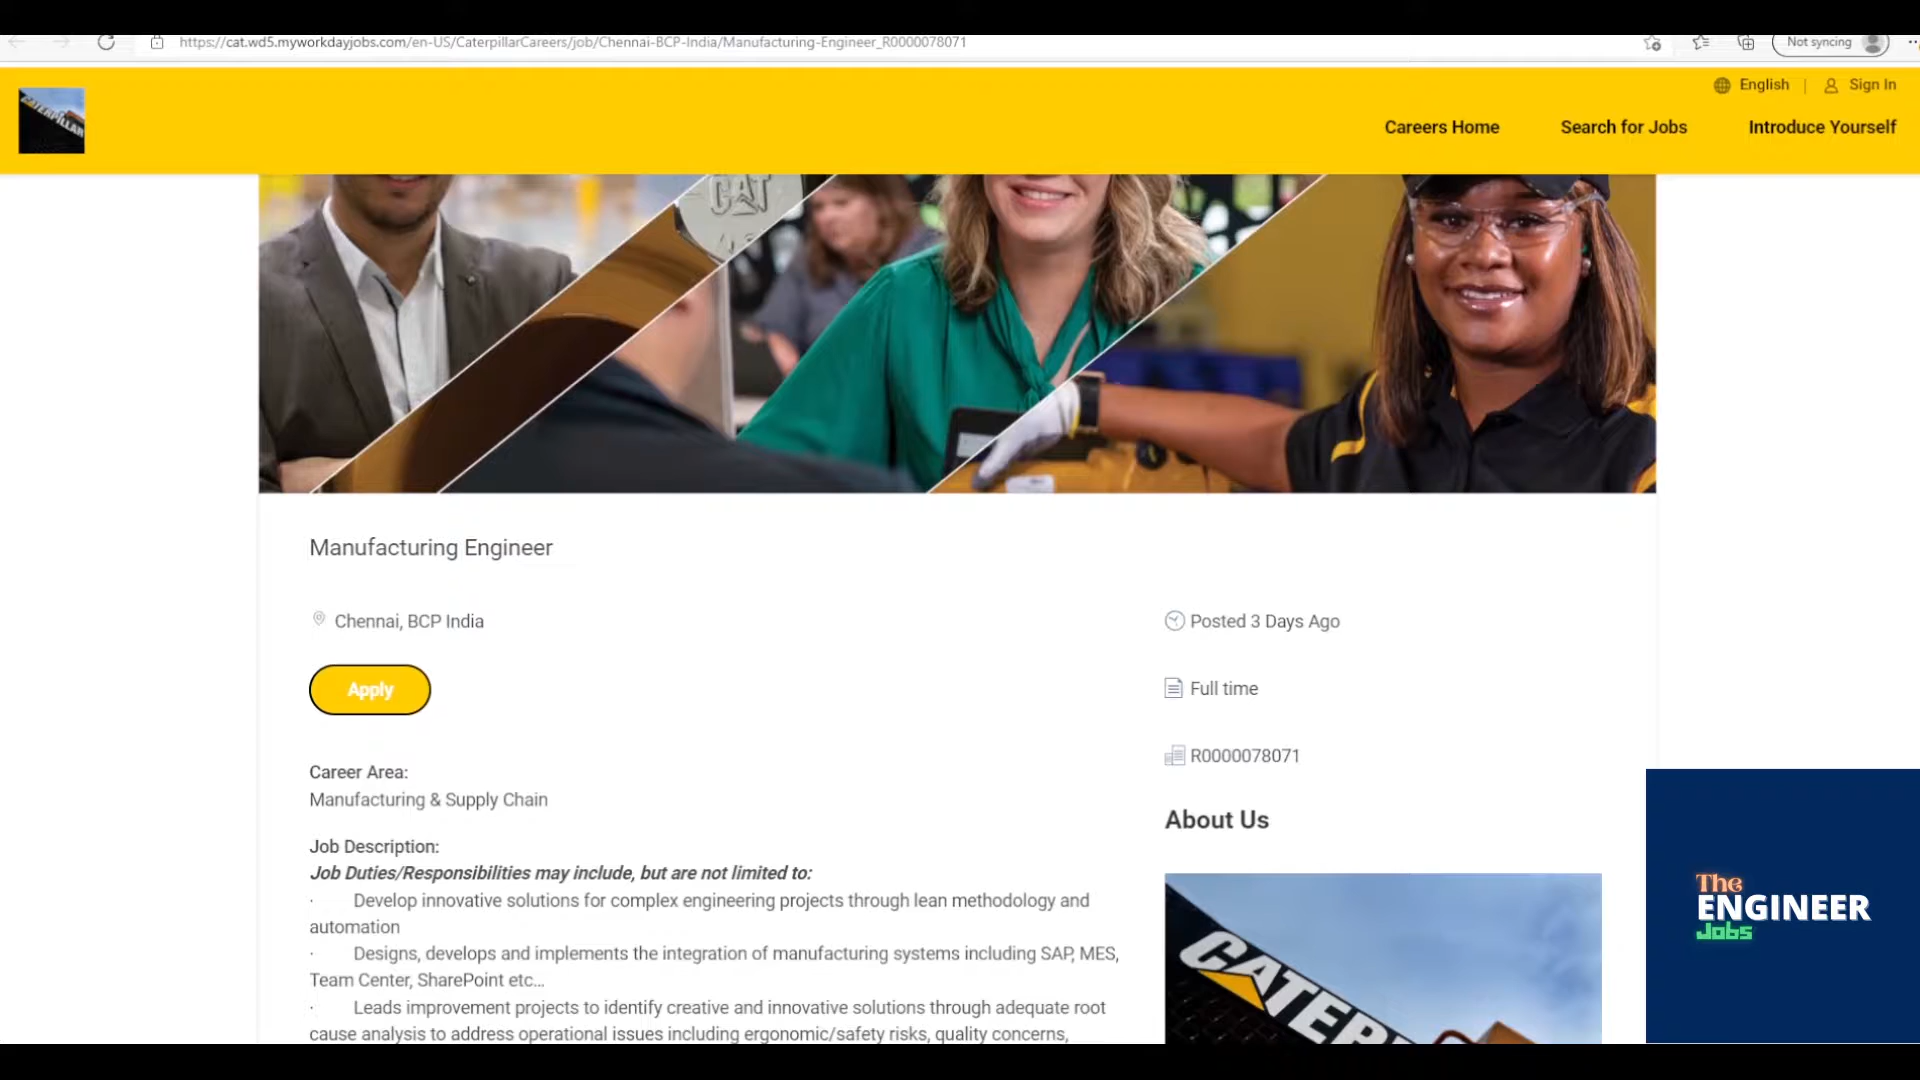 https://cat.wd5.myworkdayjobs.com/en-US/CaterpillarCareers/job/Chennai-BCP-India/Manufacturing-Engineer_R0000078071
Not syncing
English
Sign In
CATERPILLAR
Careers Home
Search for Jobs
Introduce Yourself
CAT
Manufacturing Engineer
Chennai, BCP India
Posted 3 Days Ago
Apply
Full time
R0000078071
Career Area:
Manufacturing & Supply Chain
About Us
Job Description:
Job Duties/Responsibilities may include, but are not limited to:
· Develop innovative solutions for complex engineering projects through lean methodology and
automation
· Designs, develops and implements the integration of manufacturing systems including SAP, MES,
Team Center, SharePoint etc...
· Leads improvement projects to identify creative and innovative solutions through adequate root
cause analysis to address operational issues including ergonomic/safety risks, quality concerns,
CATERP
The
ENGINEER
Jobs